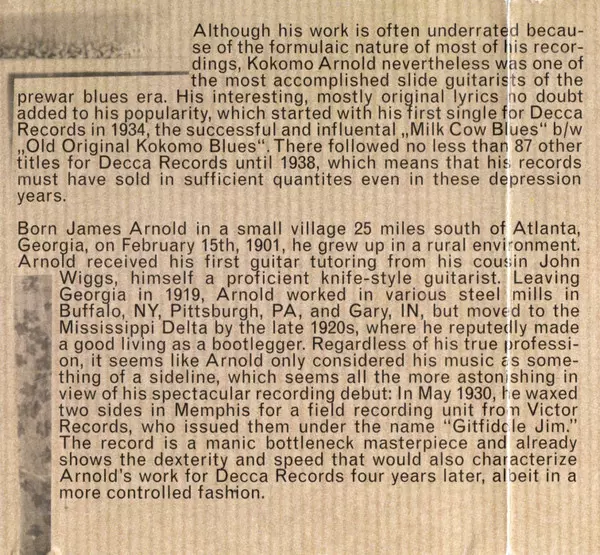 Although his work is often underrated becau-
se of the formulaic nature of most of his recor-
dings, Kokomo Arnold nevertheless was one of
the most accomplished slide guitarists of the
prewar blues era. His interesting, mostly original lyrics no doubt
added to his popularity, which started with his first single for Decca
Records in 1934, the successful and influential „Milk Cow Blues“ b/w
„Old Original Kokomo Blues“. There followed no less than 87 other
titles for Decca Records until 1938, which means that his records
must have sold in sufficient quantites even in these depression
years.
Born James Arnold in a small village 25 miles south of Atlanta,
Georgia, on February 15th, 1901, he grew up in a rural environment.
Arnold received his first guitar tutoring from his cousin John
Wiggs, himself a proficient knife-style guitarist. Leaving
Georgia in 1919, Arnold worked in various steel mills in
Buffalo, NY, Pittsburgh, PA, and Gary, IN, but moved to the
Mississippi Delta by the late 1920s, where he reputedly made
a good living as a bootlegger. Regardless of his true professi-
on, it seems like Arnold only considered his music as some-
thing of a sideline, which seems all the more astonishing in
view of his spectacular recording debut: In May 1930, he waxed
two sides in Memphis for a field recording unit from Victor
Records, who issued them under the name “Gitfiddle Jim.”
The record is a manic bottleneck masterpiece and already
shows the dexterity and speed that would also characterize
Arnold's work for Decca Records four years later, albeit in a
more controlled fashion.